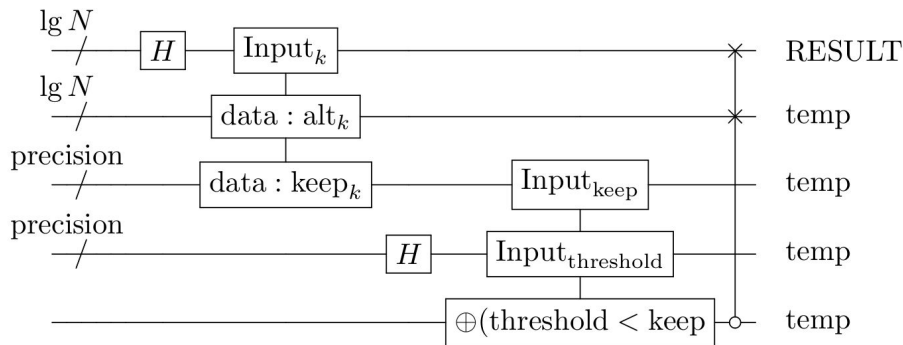 lg N
H Input_k RESULT
lg N
data : alt_k temp
precision
data : keep_k Input_keep temp
precision
H Input_threshold temp
⊕(threshold < keep temp